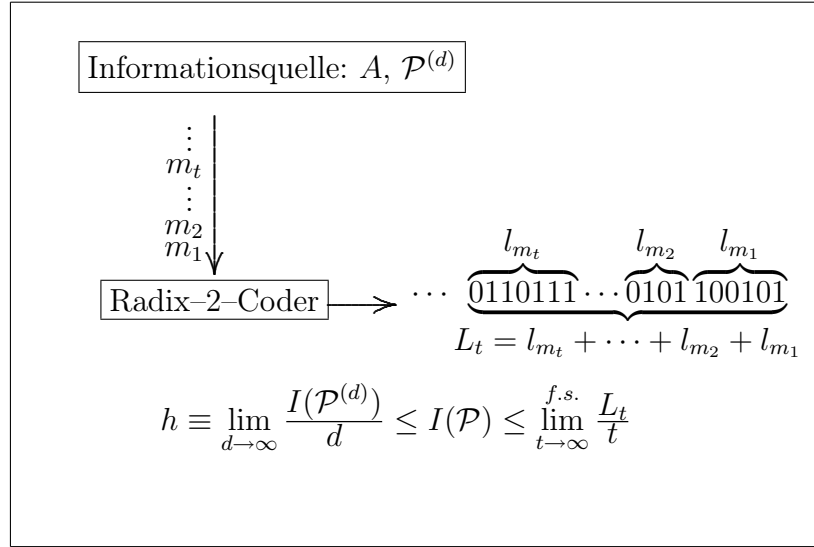 Informationsquelle: A, 𝒫^{(d)}
⋮
m_t
⋮
m_2
m_1
l_{m_t} l_{m_2} l_{m_1}
Radix–2–Coder ⋯ 0110111 ⋯ 0101 100101
L_t = l_{m_t} + ⋯ + l_{m_2} + l_{m_1}
h ≡ lim_{d→∞} I(𝒫^{(d)})/d ≤ I(𝒫) ≤ lim^{f.s.}_{t→∞} L_t/t